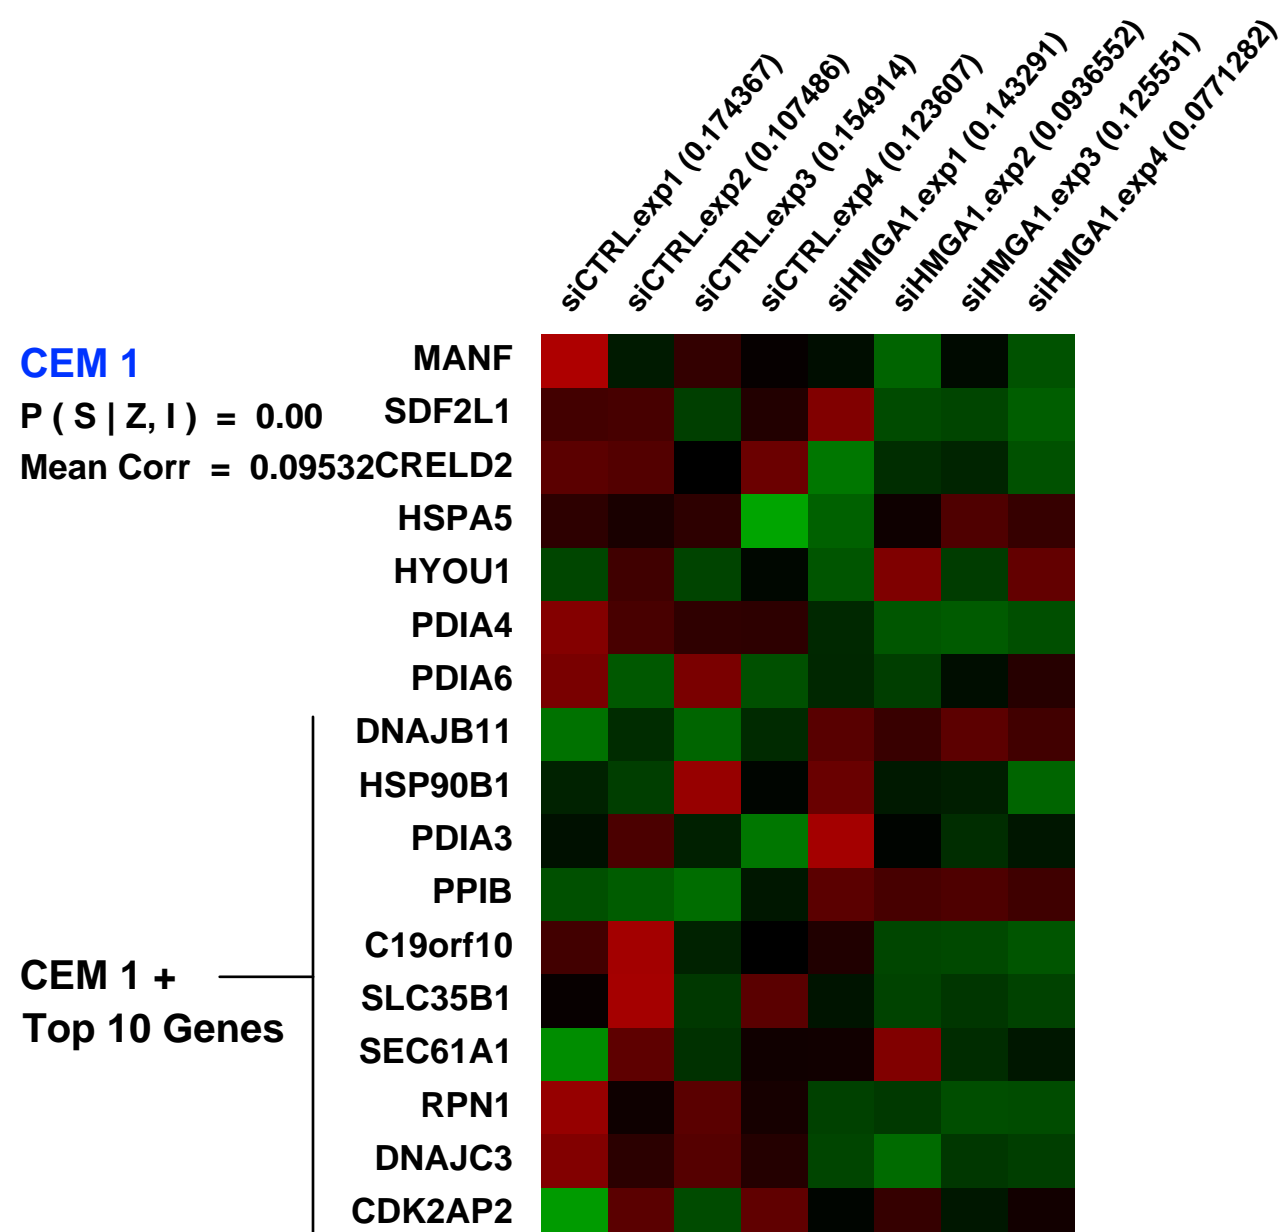 siCTRL.exp1 (0.174367)
siCTRL.exp2 (0.107486)
siCTRL.exp3 (0.154914)
siCTRL.exp4 (0.123607)
siHMGA1.exp1 (0.143291)
siHMGA1.exp2 (0.0936552)
siHMGA1.exp3 (0.125551)
siHMGA1.exp4 (0.0771282)
CEM 1
P ( S | Z, I ) = 0.00
Mean Corr = 0.09532
MANF
SDF2L1
CRELD2
HSPA5
HYOU1
PDIA4
PDIA6
DNAJB11
HSP90B1
PDIA3
PPIB
C19orf10
SLC35B1
SEC61A1
RPN1
DNAJC3
CDK2AP2
CEM 1 +
Top 10 Genes